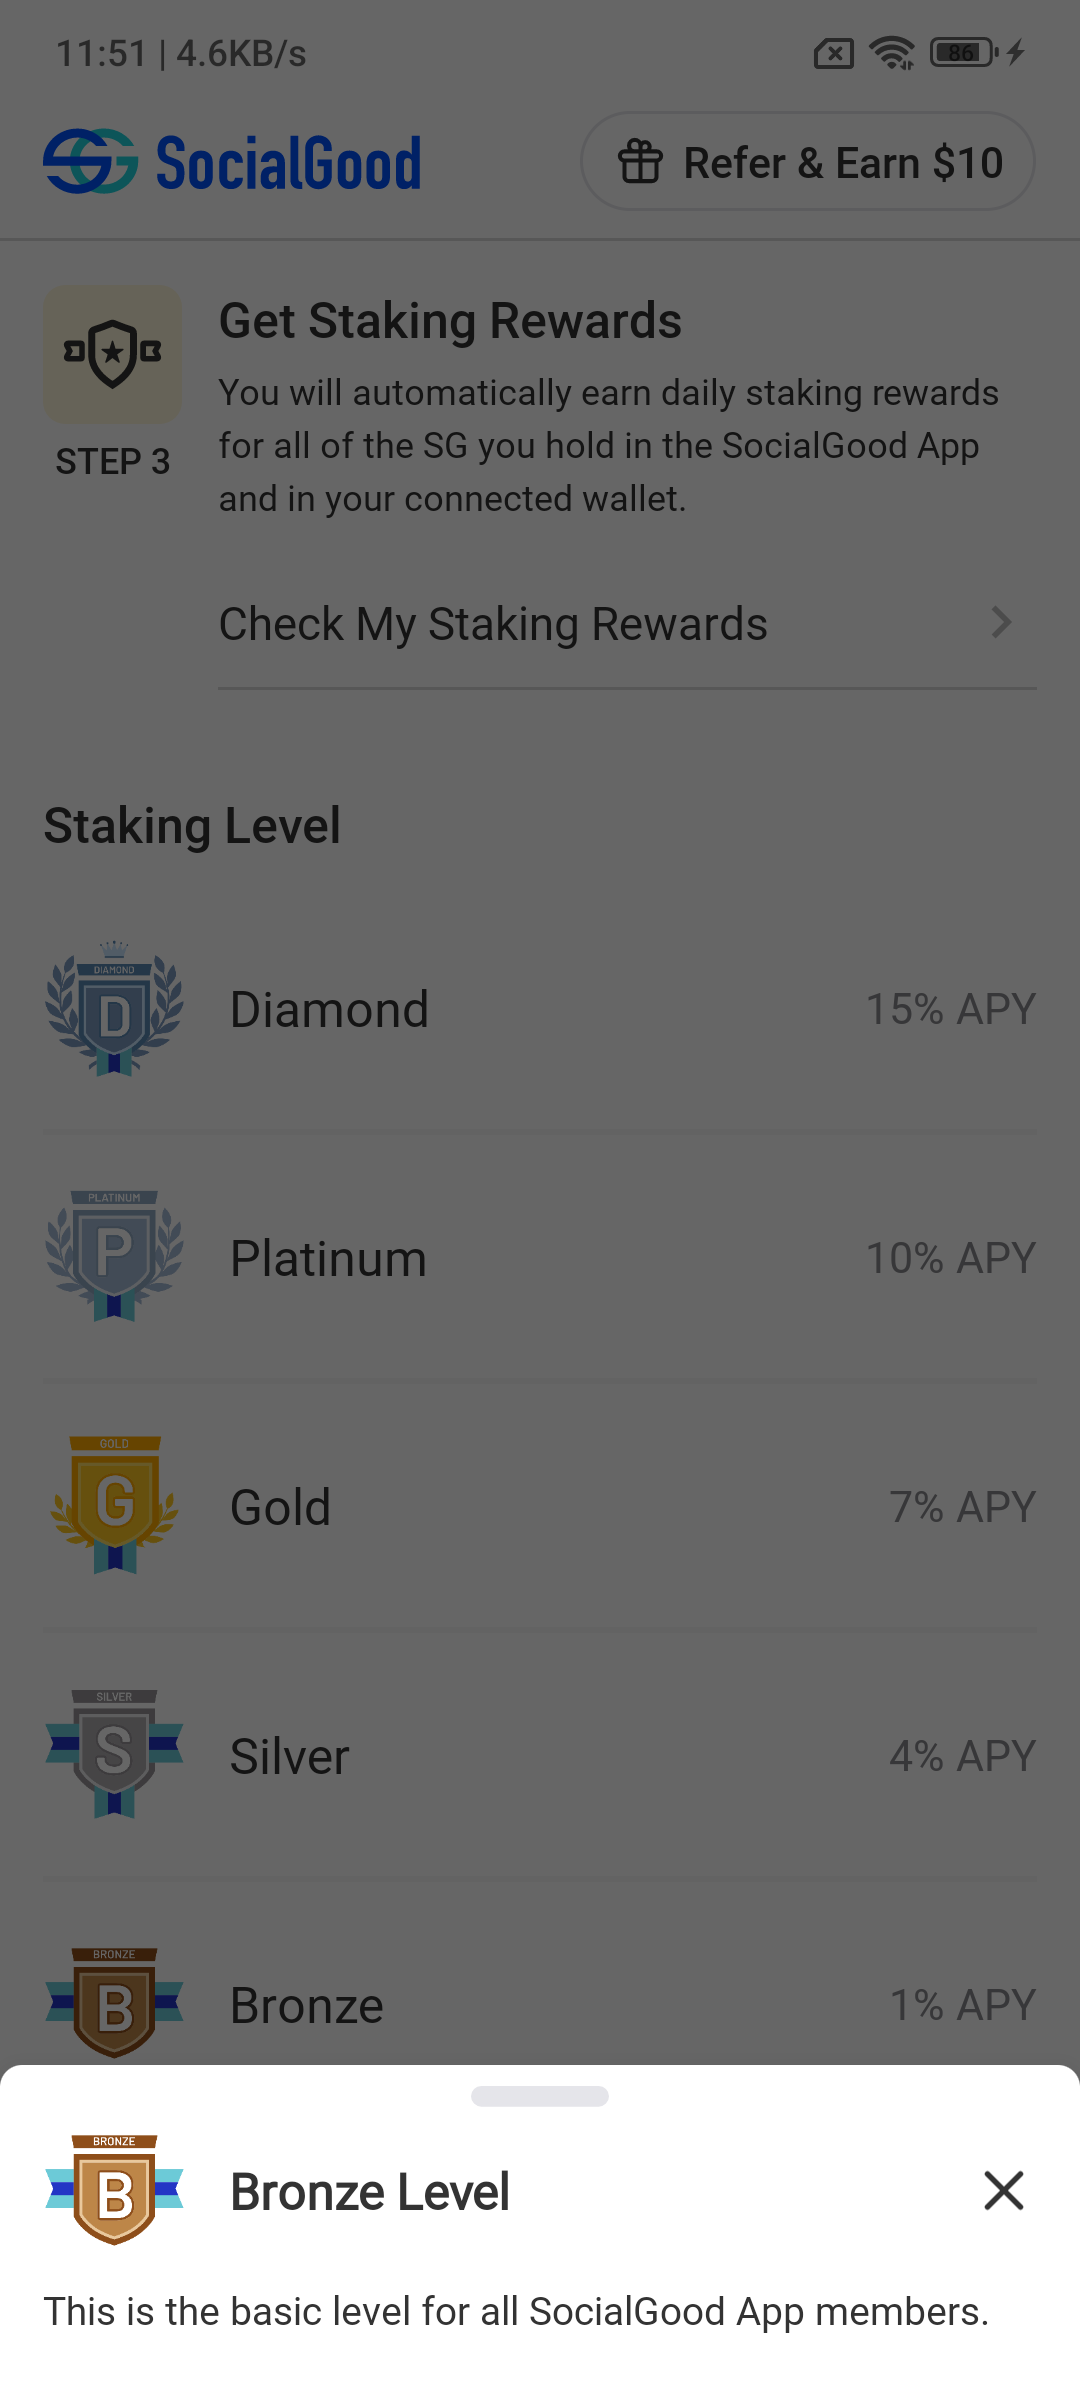 11:51 | 4.6KB/s
86
SG SocialGood
Refer & Earn $10
Get Staking Rewards
You will automatically earn daily staking rewards
for all of the SG you hold in the SocialGood App
and in your connected wallet.
STEP 3
Check My Staking Rewards
Staking Level
DIAMOND
D
Diamond
15% APY
PLATINUM
P
Platinum
10% APY
GOLD
G
Gold
7% APY
SILVER
S
Silver
4% APY
BRONZE
B
Bronze
1% APY
BRONZE
B
Bronze Level
This is the basic level for all SocialGood App members.